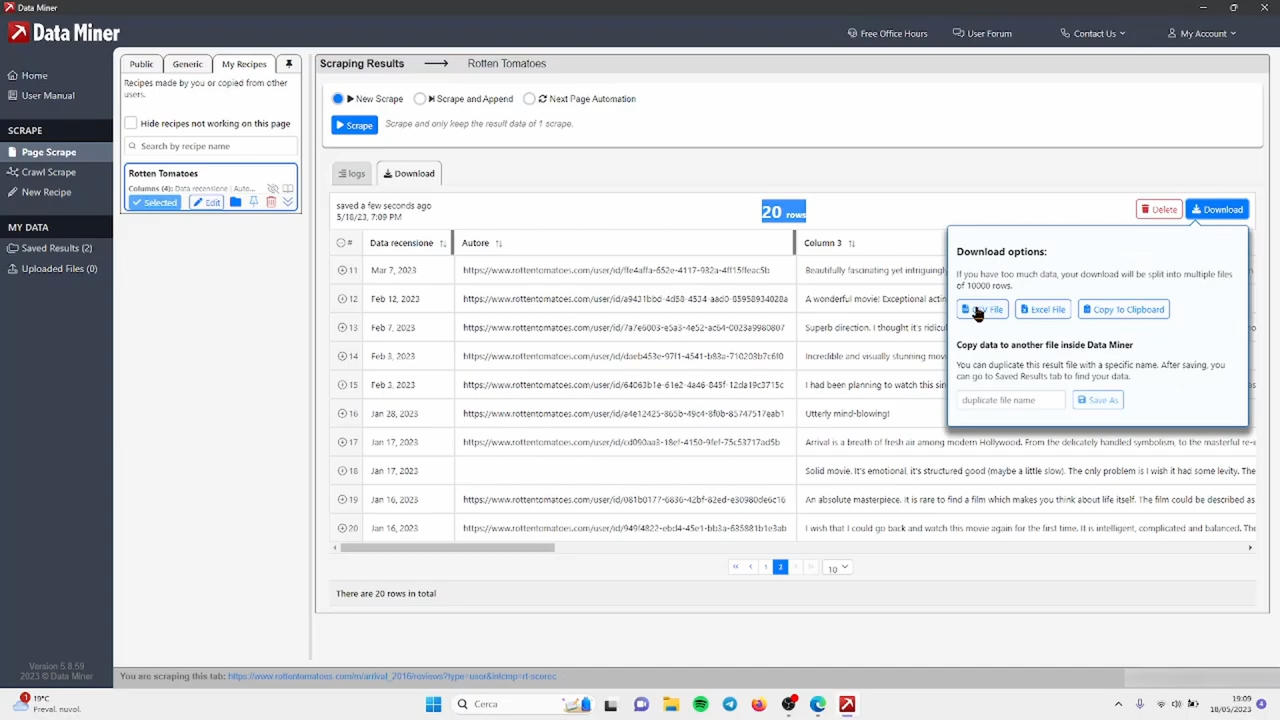 Data Miner
Data Miner
Free Office Hours
User Forum
Contact Us
My Account
Home
User Manual
SCRAPE
Page Scrape
Crawl Scrape
New Recipe
MY DATA
Saved Results (2)
Uploaded Files (0)
Version 5.8.59
2023 © Data Miner
Public
Generic
My Recipes
Recipes made by you or copied from other
users.
Hide recipes not working on this page
Search by recipe name
Rotten Tomatoes
Columns (4): Data recensione | Auto...
Selected
Edit
Scraping Results
Rotten Tomatoes
New Scrape
Scrape and Append
Next Page Automation
Scrape
Scrape and only keep the result data of 1 scrape.
logs
Download
saved a few seconds ago
5/18/23, 7:09 PM
20 rows
Delete
Download
# Data recensione Autore Column 3
11 Mar 7, 2023 Beautifully fascinating yet intriguingl
12 Feb 12, 2023 A wonderful movie! Exceptional actin
13 Feb 7, 2023 Superb direction. I thought it's ridicul
14 Feb 3, 2023 Incredible and visually stunning mov
15 Feb 3, 2023 I had been planning to watch this sin
16 Jan 28, 2023 Utterly mind-blowing!
17 Jan 17, 2023 Arrival is a breath of fresh air among modern Hollywood. From the delicately handled symbolism, to the masterful re
18 Jan 17, 2023 Solid movie. It's emotional, it's structured good (maybe a little slow). The only problem is I wish it had some levity. The
19 Jan 16, 2023 An absolute masterpiece. It is rare to find a film which makes you think about life itself. The film could be described as
20 Jan 16, 2023 I wish that I could go back and watch this movie again for the first time. It is intelligent, complicated and balanced. The
Download options:
If you have too much data, your download will be split into multiple files
of 10000 rows.
File
Excel File
Copy To Clipboard
Copy data to another file inside Data Miner
You can duplicate this result file with a specific name. After saving, you
can go to Saved Results tab to find your data.
duplicate file name
Save As
1 2
10
There are 20 rows in total
You are scraping this tab: https://www.rottentomatoes.com/m/arrival_2016/reviews?type=user&intcmp=rt-scorec
1
19°C
Preval. nuvol.
Cerca
19:09
18/05/2023